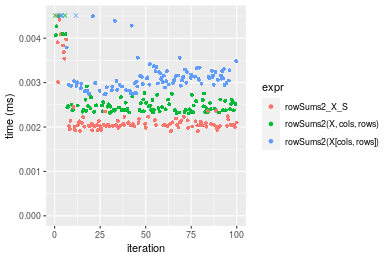 0.004
0.003
0.002
0.001
0.000
time (ms)
0
25
50
75
100
iteration
expr
rowSums2_X_S
rowSums2(X, cols, rows)
rowSums2(X[cols, rows])